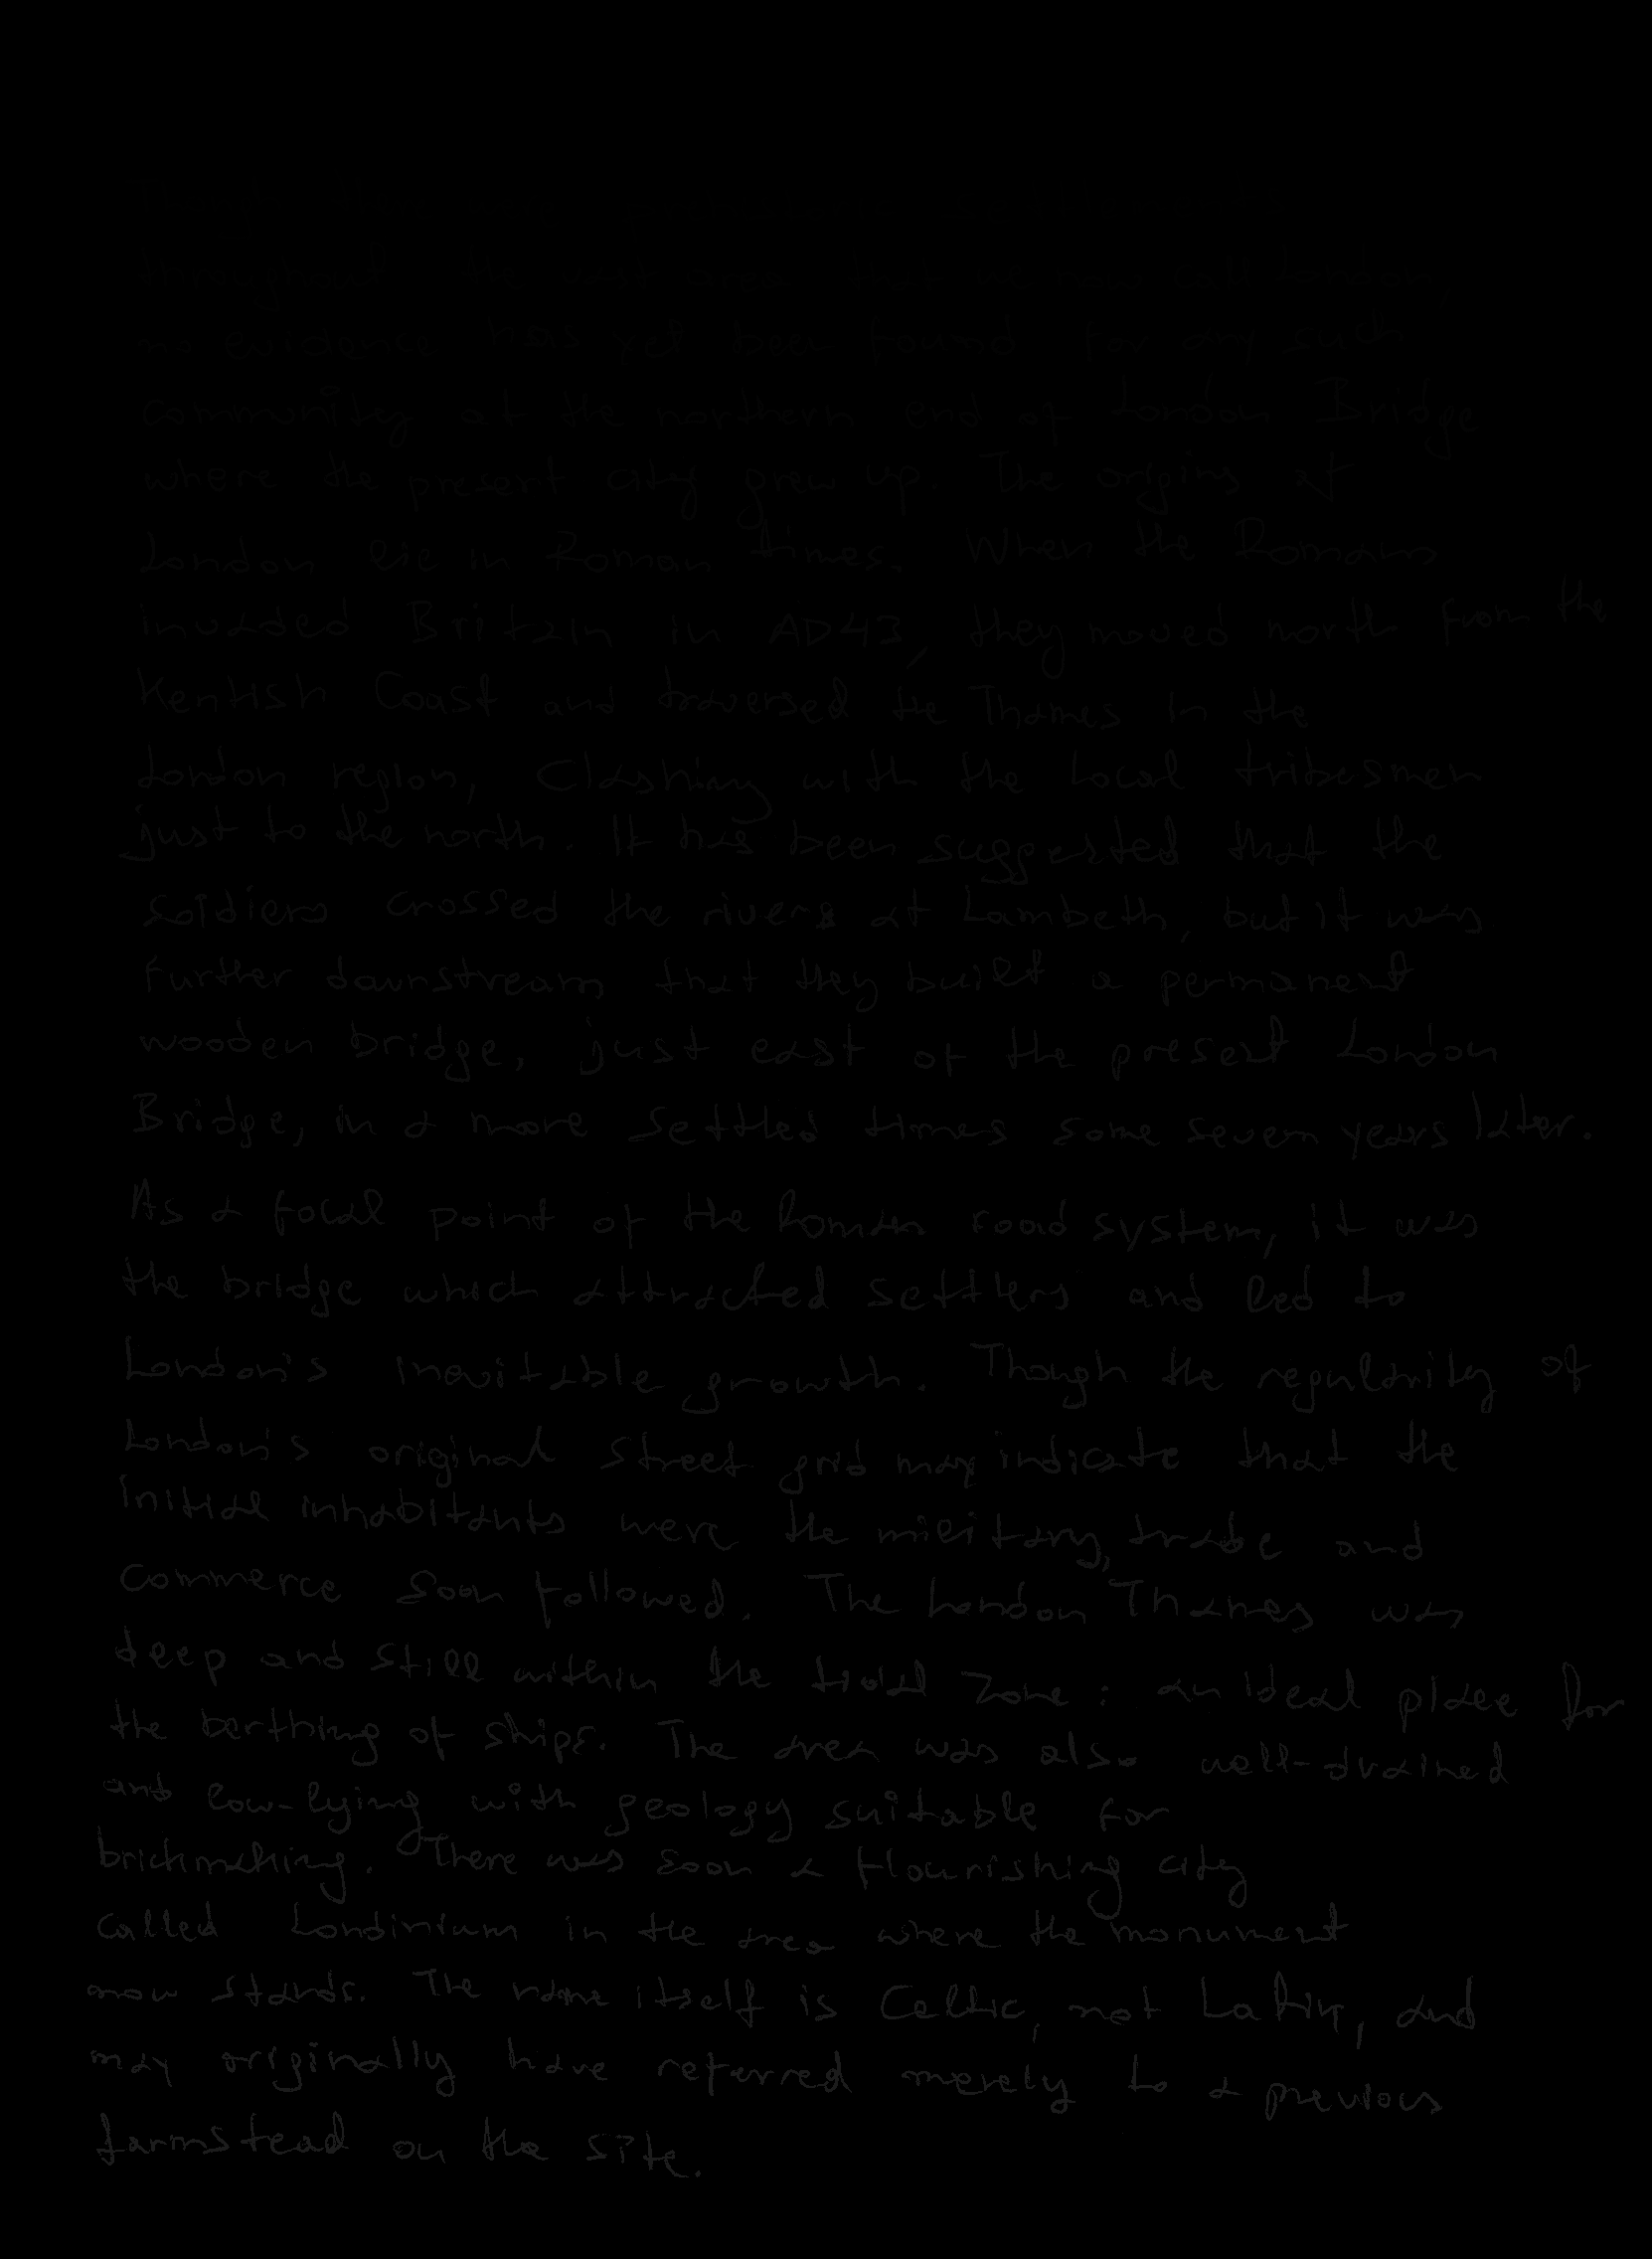 throughout the vast area that we now call London,
no evidence has yet been found for any such
community at the northern end of London Bridge
where the present city grew up. The origins of
London lie in Roman times. When the Romans
invaded Britain in AD43, they moved north from the
Kentish Coast and traversed the Thames in the
London region, Clashing with the local tribesmen
just to the north. It has been suggested that the
soldiers crossed the rivers at Lambeth, but it was
further downstream that they built a permanent
wooden bridge, just east of the present London
Bridge, in a more settled times some seven years later.
As a focal point of the Roman road system, it was
the bridge which attracted settlers and led to
London's inevitable growth. Though the regularity of
London's original street grid may indicate that the
initial inhabitants were the military, trade and
commerce soon followed. The London Thames was
deep and still within the tidal zone: an ideal place for
the berthing of ships. The area was also well-drained
and low-lying with geology suitable for
brickmaking. There was soon a flourishing city
called Londinium in the area where the monument
now stands. The name itself is Celtic, not Latin, and
may originally have referred merely to a previous
farmstead on the site.